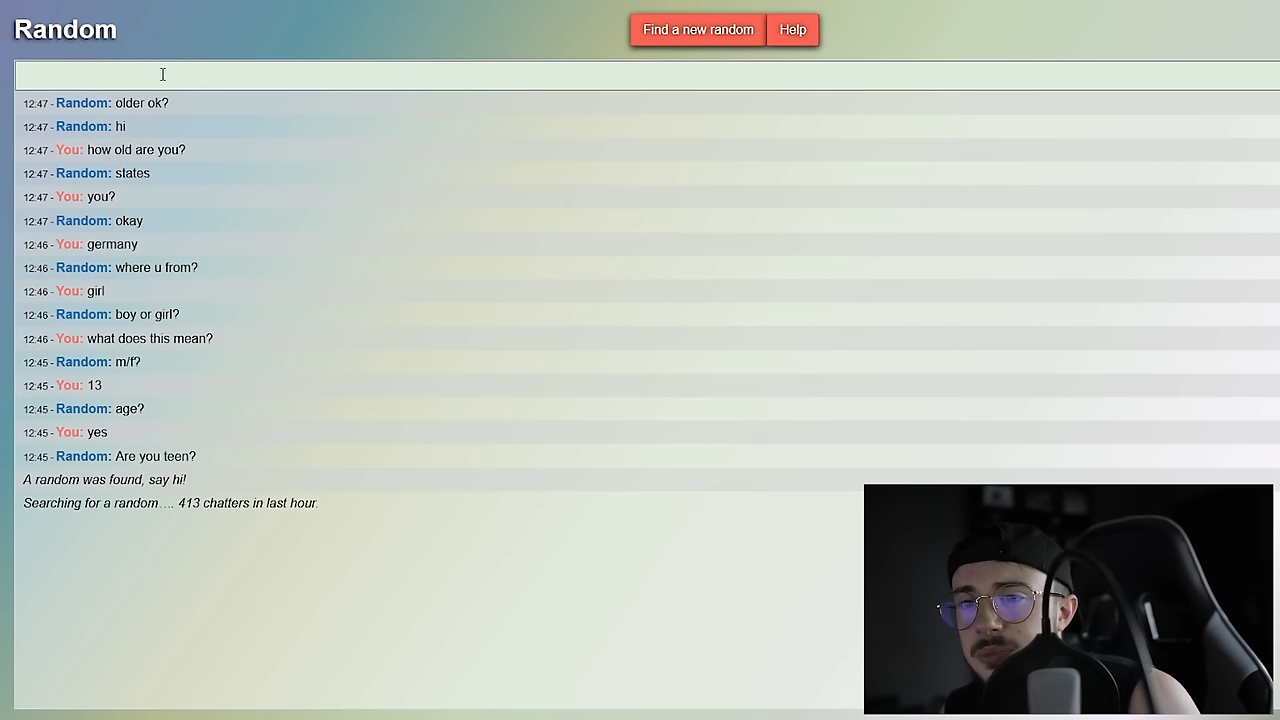 Random
Find a new random
Help
12:47 - Random: older ok?
12:47 - Random: hi
12:47 - You: how old are you?
12:47 - Random: states
12:47 - You: you?
12:47 - Random: okay
12:46 - You: germany
12:46 - Random: where u from?
12:46 - You: girl
12:46 - Random: boy or girl?
12:46 - You: what does this mean?
12:45 - Random: m/f?
12:45 - You: 13
12:45 - Random: age?
12:45 - You: yes
12:45 - Random: Are you teen?
A random was found, say hi!
Searching for a random.... 413 chatters in last hour.